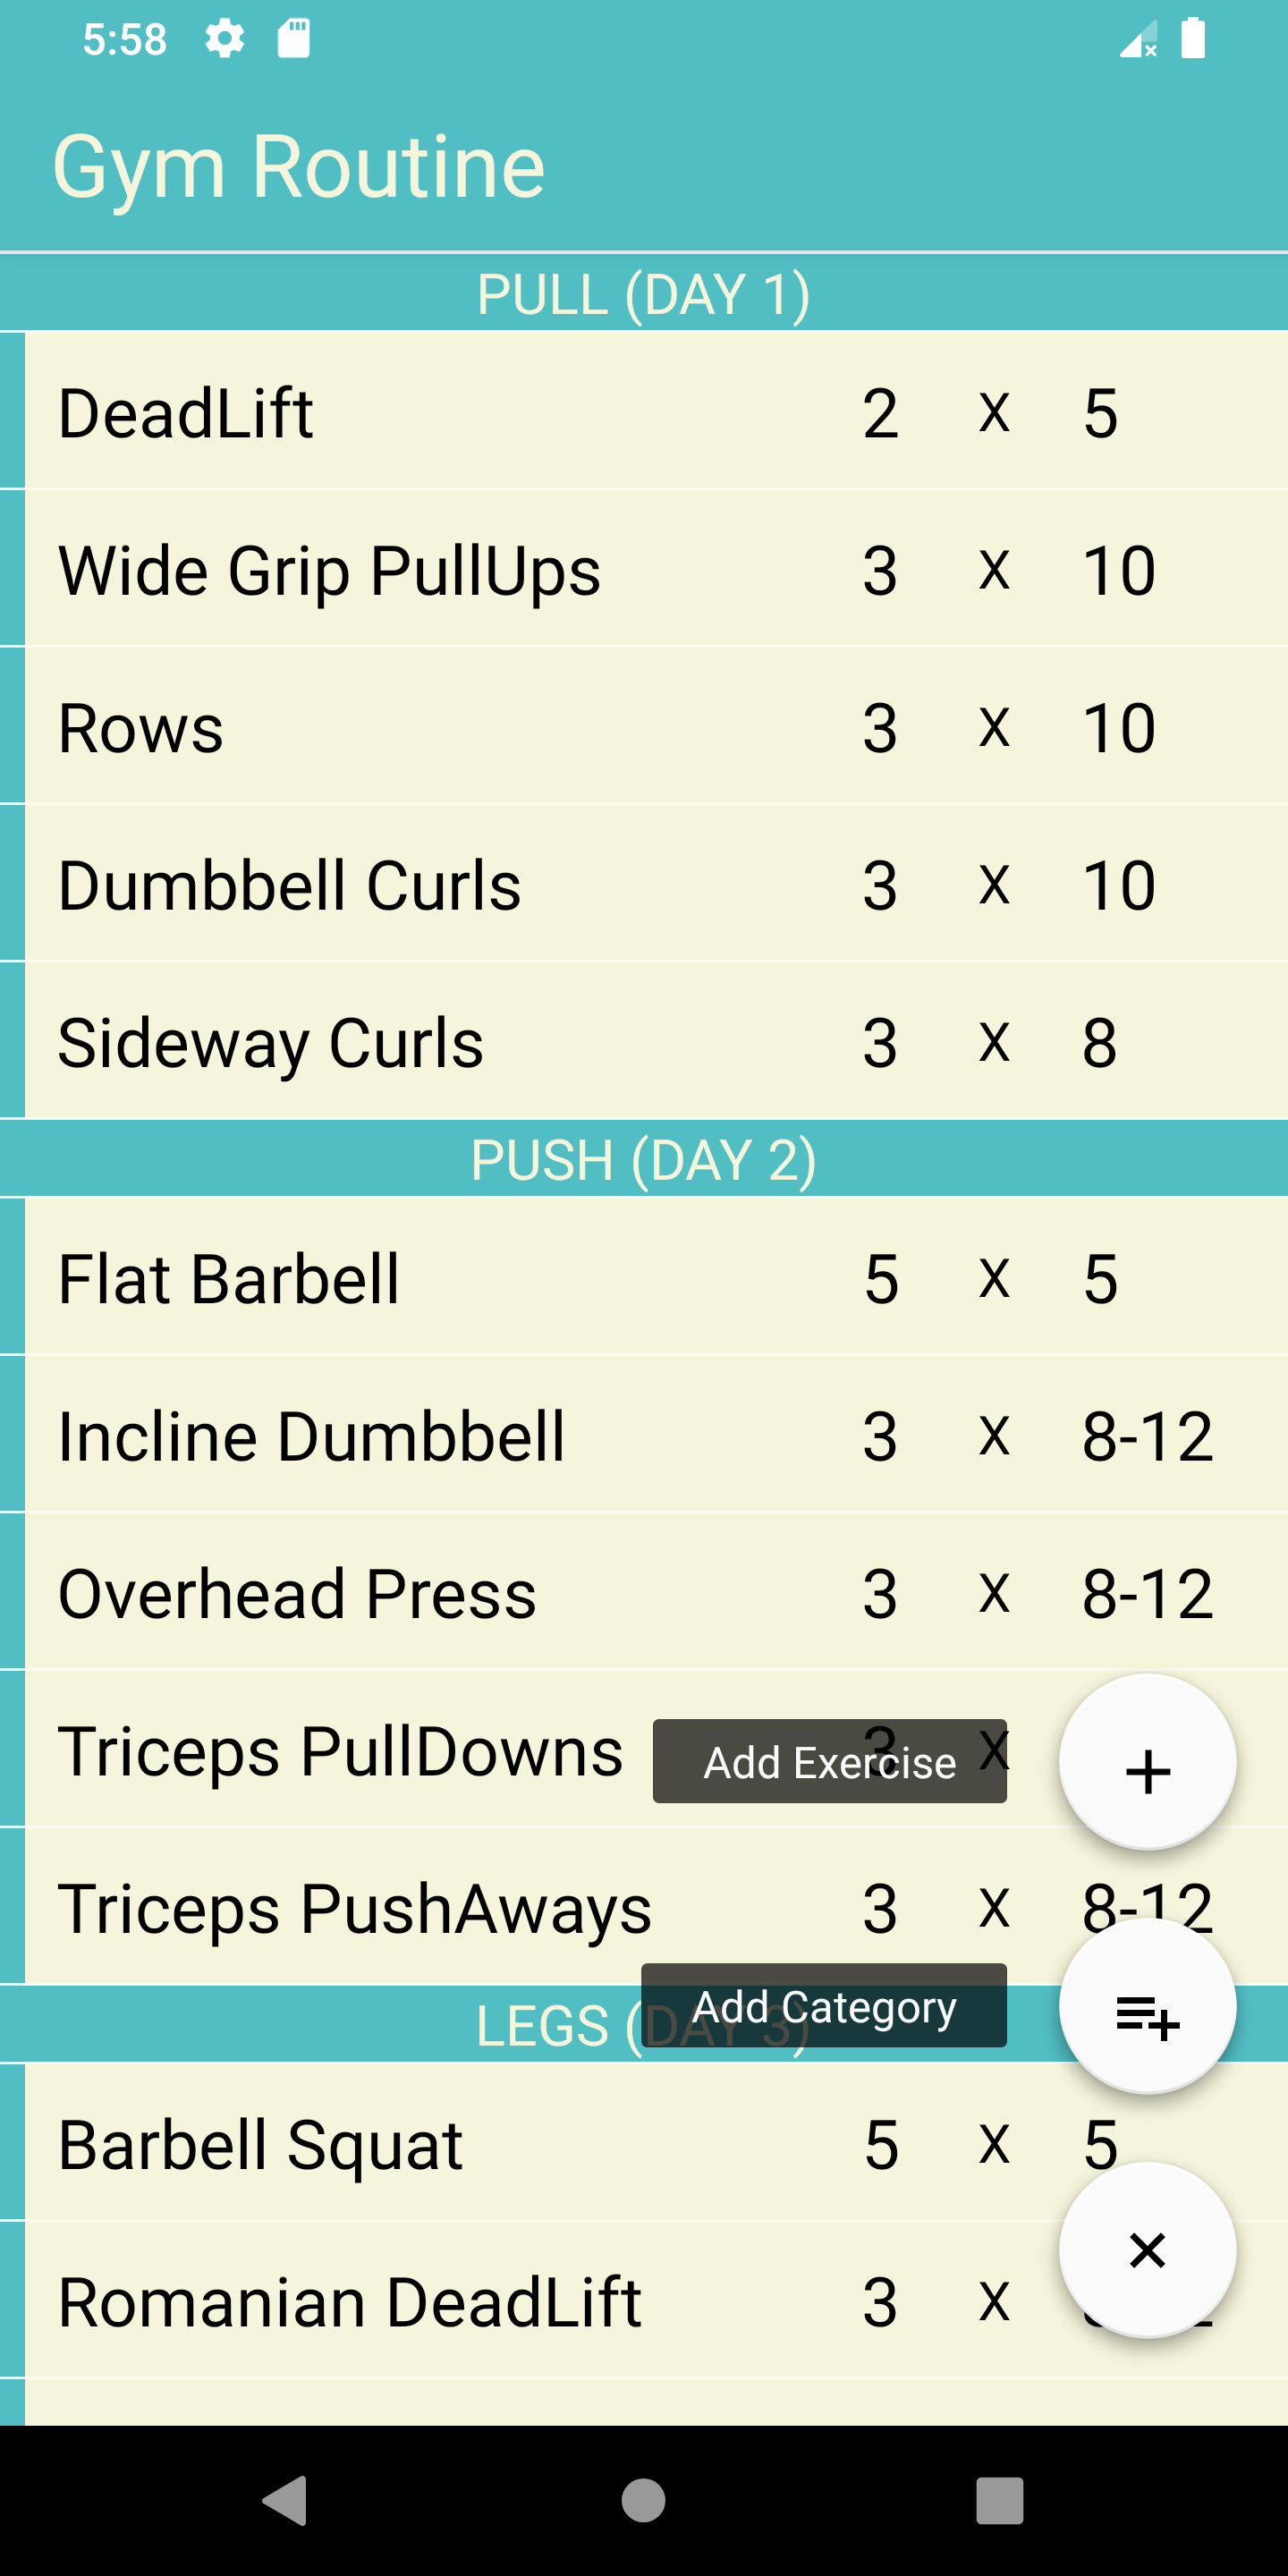 5:58
Gym Routine
PULL (DAY 1)
DeadLift 2 X 5
Wide Grip PullUps 3 X 10
Rows 3 X 10
Dumbbell Curls 3 X 10
Sideway Curls 3 X 8
PUSH (DAY 2)
Flat Barbell 5 X 5
Incline Dumbbell 3 X 8-12
Overhead Press 3 X 8-12
Triceps PullDowns 3 X
Add Exercise
Triceps PushAways 3 X 8-12
LEGS (DAY 3)
Add Category
Barbell Squat 5 X 5
Romanian DeadLift 3 X